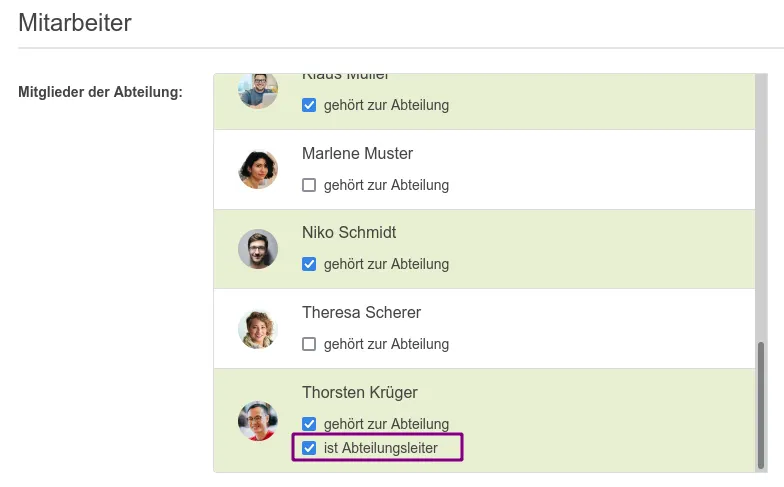 Mitarbeiter
Mitglieder der Abteilung:
Klaus Müller
gehört zur Abteilung
Marlene Muster
gehört zur Abteilung
Niko Schmidt
gehört zur Abteilung
Theresa Scherer
gehört zur Abteilung
Thorsten Krüger
gehört zur Abteilung
ist Abteilungsleiter